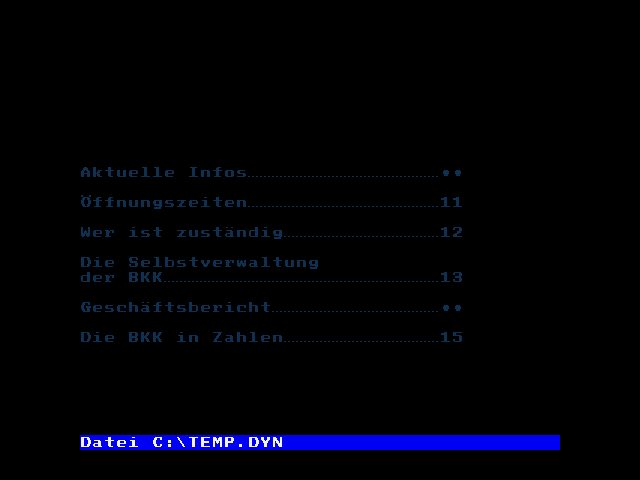 Aktuelle Infos................................••
Öffnungszeiten................................11
Wer ist zuständig.............................12
Die Selbstverwaltung
der BKK.......................................13
Geschäftsbericht..............................••
Die BKK in Zahlen.............................15
Datei C:\TEMP.DYN